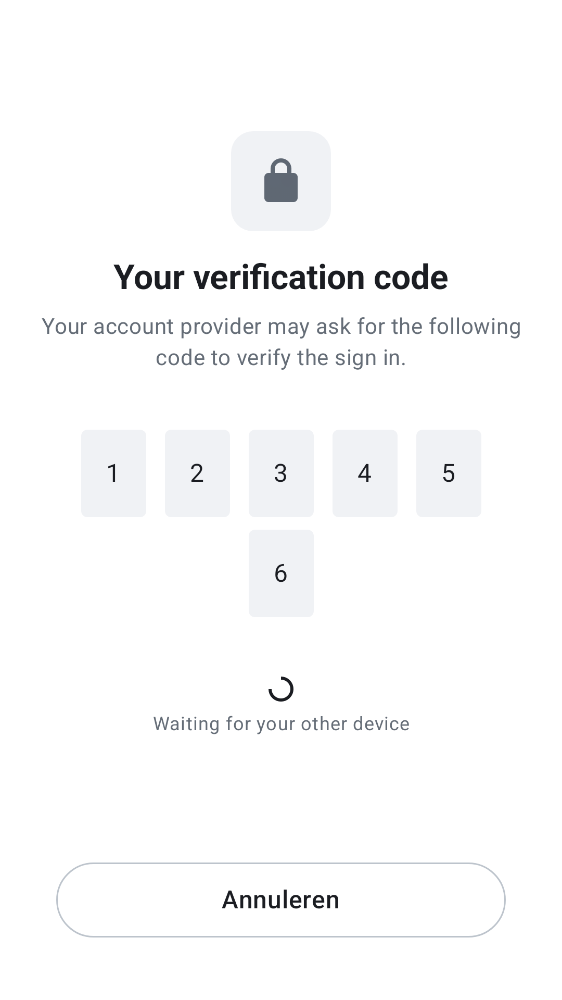 Your verification code
Your account provider may ask for the following
code to verify the sign in.
1 2 3 4 5
6
Waiting for your other device
Annuleren